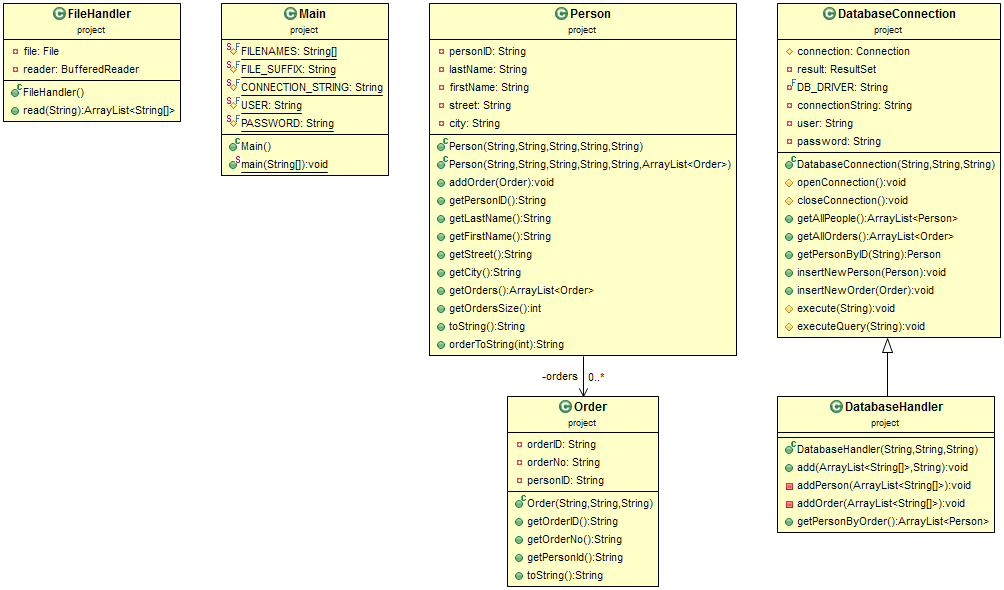 FileHandler
project
file: File
reader: BufferedReader
FileHandler()
read(String):ArrayList<String[]>
Main
project
FILENAMES: String[]
FILE_SUFFIX: String
CONNECTION_STRING: String
USER: String
PASSWORD: String
Main()
main(String[]):void
Person
project
personID: String
lastName: String
firstName: String
street: String
city: String
Person(String,String,String,String,String)
Person(String,String,String,String,String,ArrayList<Order>)
addOrder(Order):void
getPersonID():String
getLastName():String
getFirstName():String
getStreet():String
getCity():String
getOrders():ArrayList<Order>
getOrdersSize():int
toString():String
orderToString(int):String
-orders 0..*
Order
project
orderID: String
orderNo: String
personID: String
Order(String,String,String)
getOrderID():String
getOrderNo():String
getPersonId():String
toString():String
DatabaseConnection
project
connection: Connection
result: ResultSet
DB_DRIVER: String
connectionString: String
user: String
password: String
DatabaseConnection(String,String,String)
openConnection():void
closeConnection():void
getAllPeople():ArrayList<Person>
getAllOrders():ArrayList<Order>
getPersonByID(String):Person
insertNewPerson(Person):void
insertNewOrder(Order):void
execute(String):void
executeQuery(String):void
DatabaseHandler
project
DatabaseHandler(String,String,String)
add(ArrayList<String[]>,String):void
addPerson(ArrayList<String[]>):void
addOrder(ArrayList<String[]>):void
getPersonByOrder():ArrayList<Person>